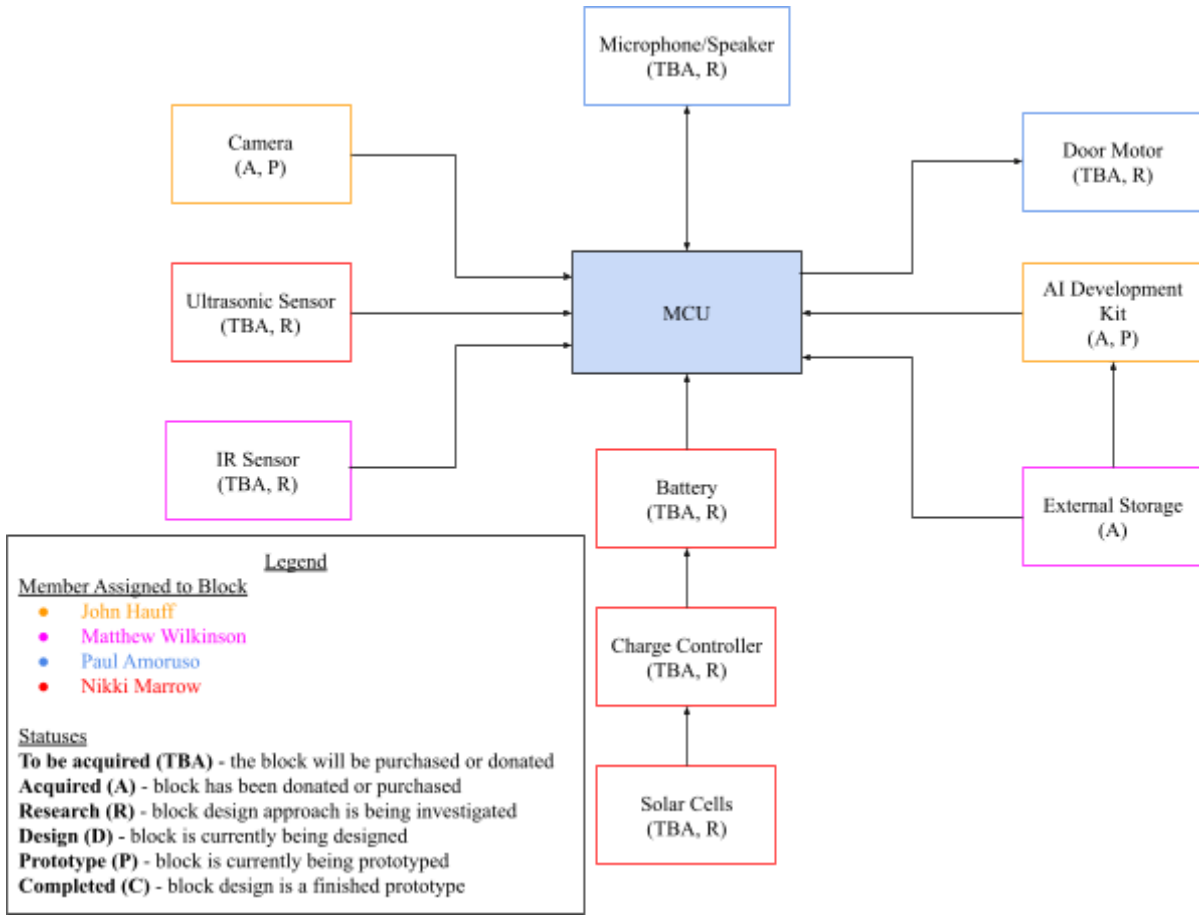 Microphone/Speaker
(TBA, R)
Camera
(A, P)
Door Motor
(TBA, R)
Ultrasonic Sensor
(TBA, R)
MCU
AI Development
Kit
(A, P)
IR Sensor
(TBA, R)
Battery
(TBA, R)
External Storage
(A)
Charge Controller
(TBA, R)
Solar Cells
(TBA, R)
Legend
Member Assigned to Block
● John Hauff
● Matthew Wilkinson
● Paul Amoruso
● Nikki Marrow
Statuses
To be acquired (TBA) - the block will be purchased or donated
Acquired (A) - block has been donated or purchased
Research (R) - block design approach is being investigated
Design (D) - block is currently being designed
Prototype (P) - block is currently being prototyped
Completed (C) - block design is a finished prototype